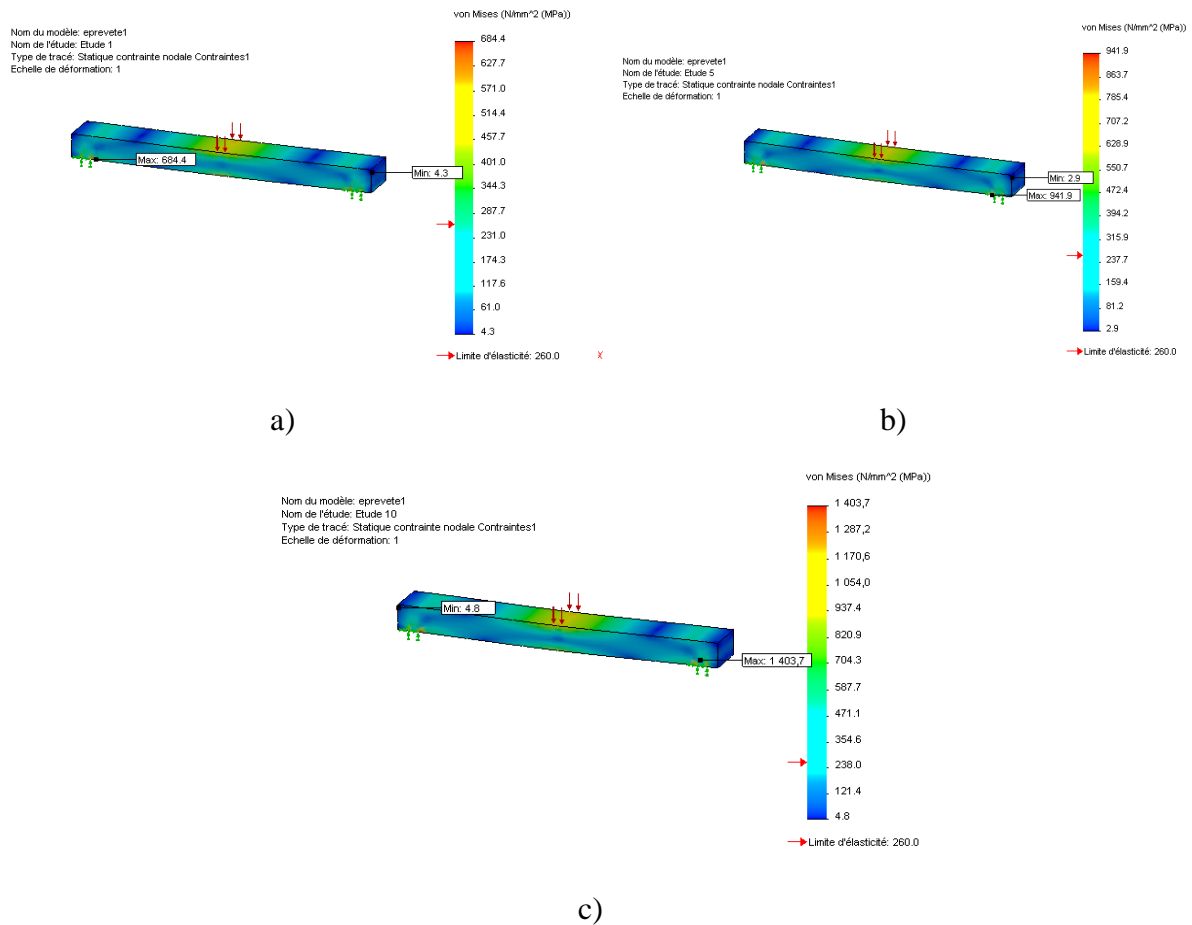 von Mises (N/mm^2 (MPa))
Nom du modèle: eprevete1
Nom de l'étude: Etude 1
Type de tracé: Statique contrainte nodale Contraintes1
Echelle de déformation: 1
684.4
627.7
571.0
514.4
457.7
401.0
344.3
287.7
231.0
174.3
117.6
61.0
4.3
Max: 684.4
Min: 4.3
Limite d'élasticité: 260.0
X
a)
von Mises (N/mm^2 (MPa))
Nom du modèle: eprevete1
Nom de l'étude: Etude 5
Type de tracé: Statique contrainte nodale Contraintes1
Echelle de déformation: 1
941.9
863.7
785.4
707.2
628.9
550.7
472.4
394.2
315.9
237.7
159.4
81.2
2.9
Min: 2.9
Max: 941.9
Limite d'élasticité: 260.0
b)
von Mises (N/mm^2 (MPa))
Nom du modèle: eprevete1
Nom de l'étude: Etude 10
Type de tracé: Statique contrainte nodale Contraintes1
Echelle de déformation: 1
1 403,7
1 287,2
1 170,6
1 054,0
937.4
820.9
704.3
587.7
471.1
354.6
238.0
121.4
4.8
Min: 4.8
Max: 1 403,7
Limite d'élasticité: 260.0
c)